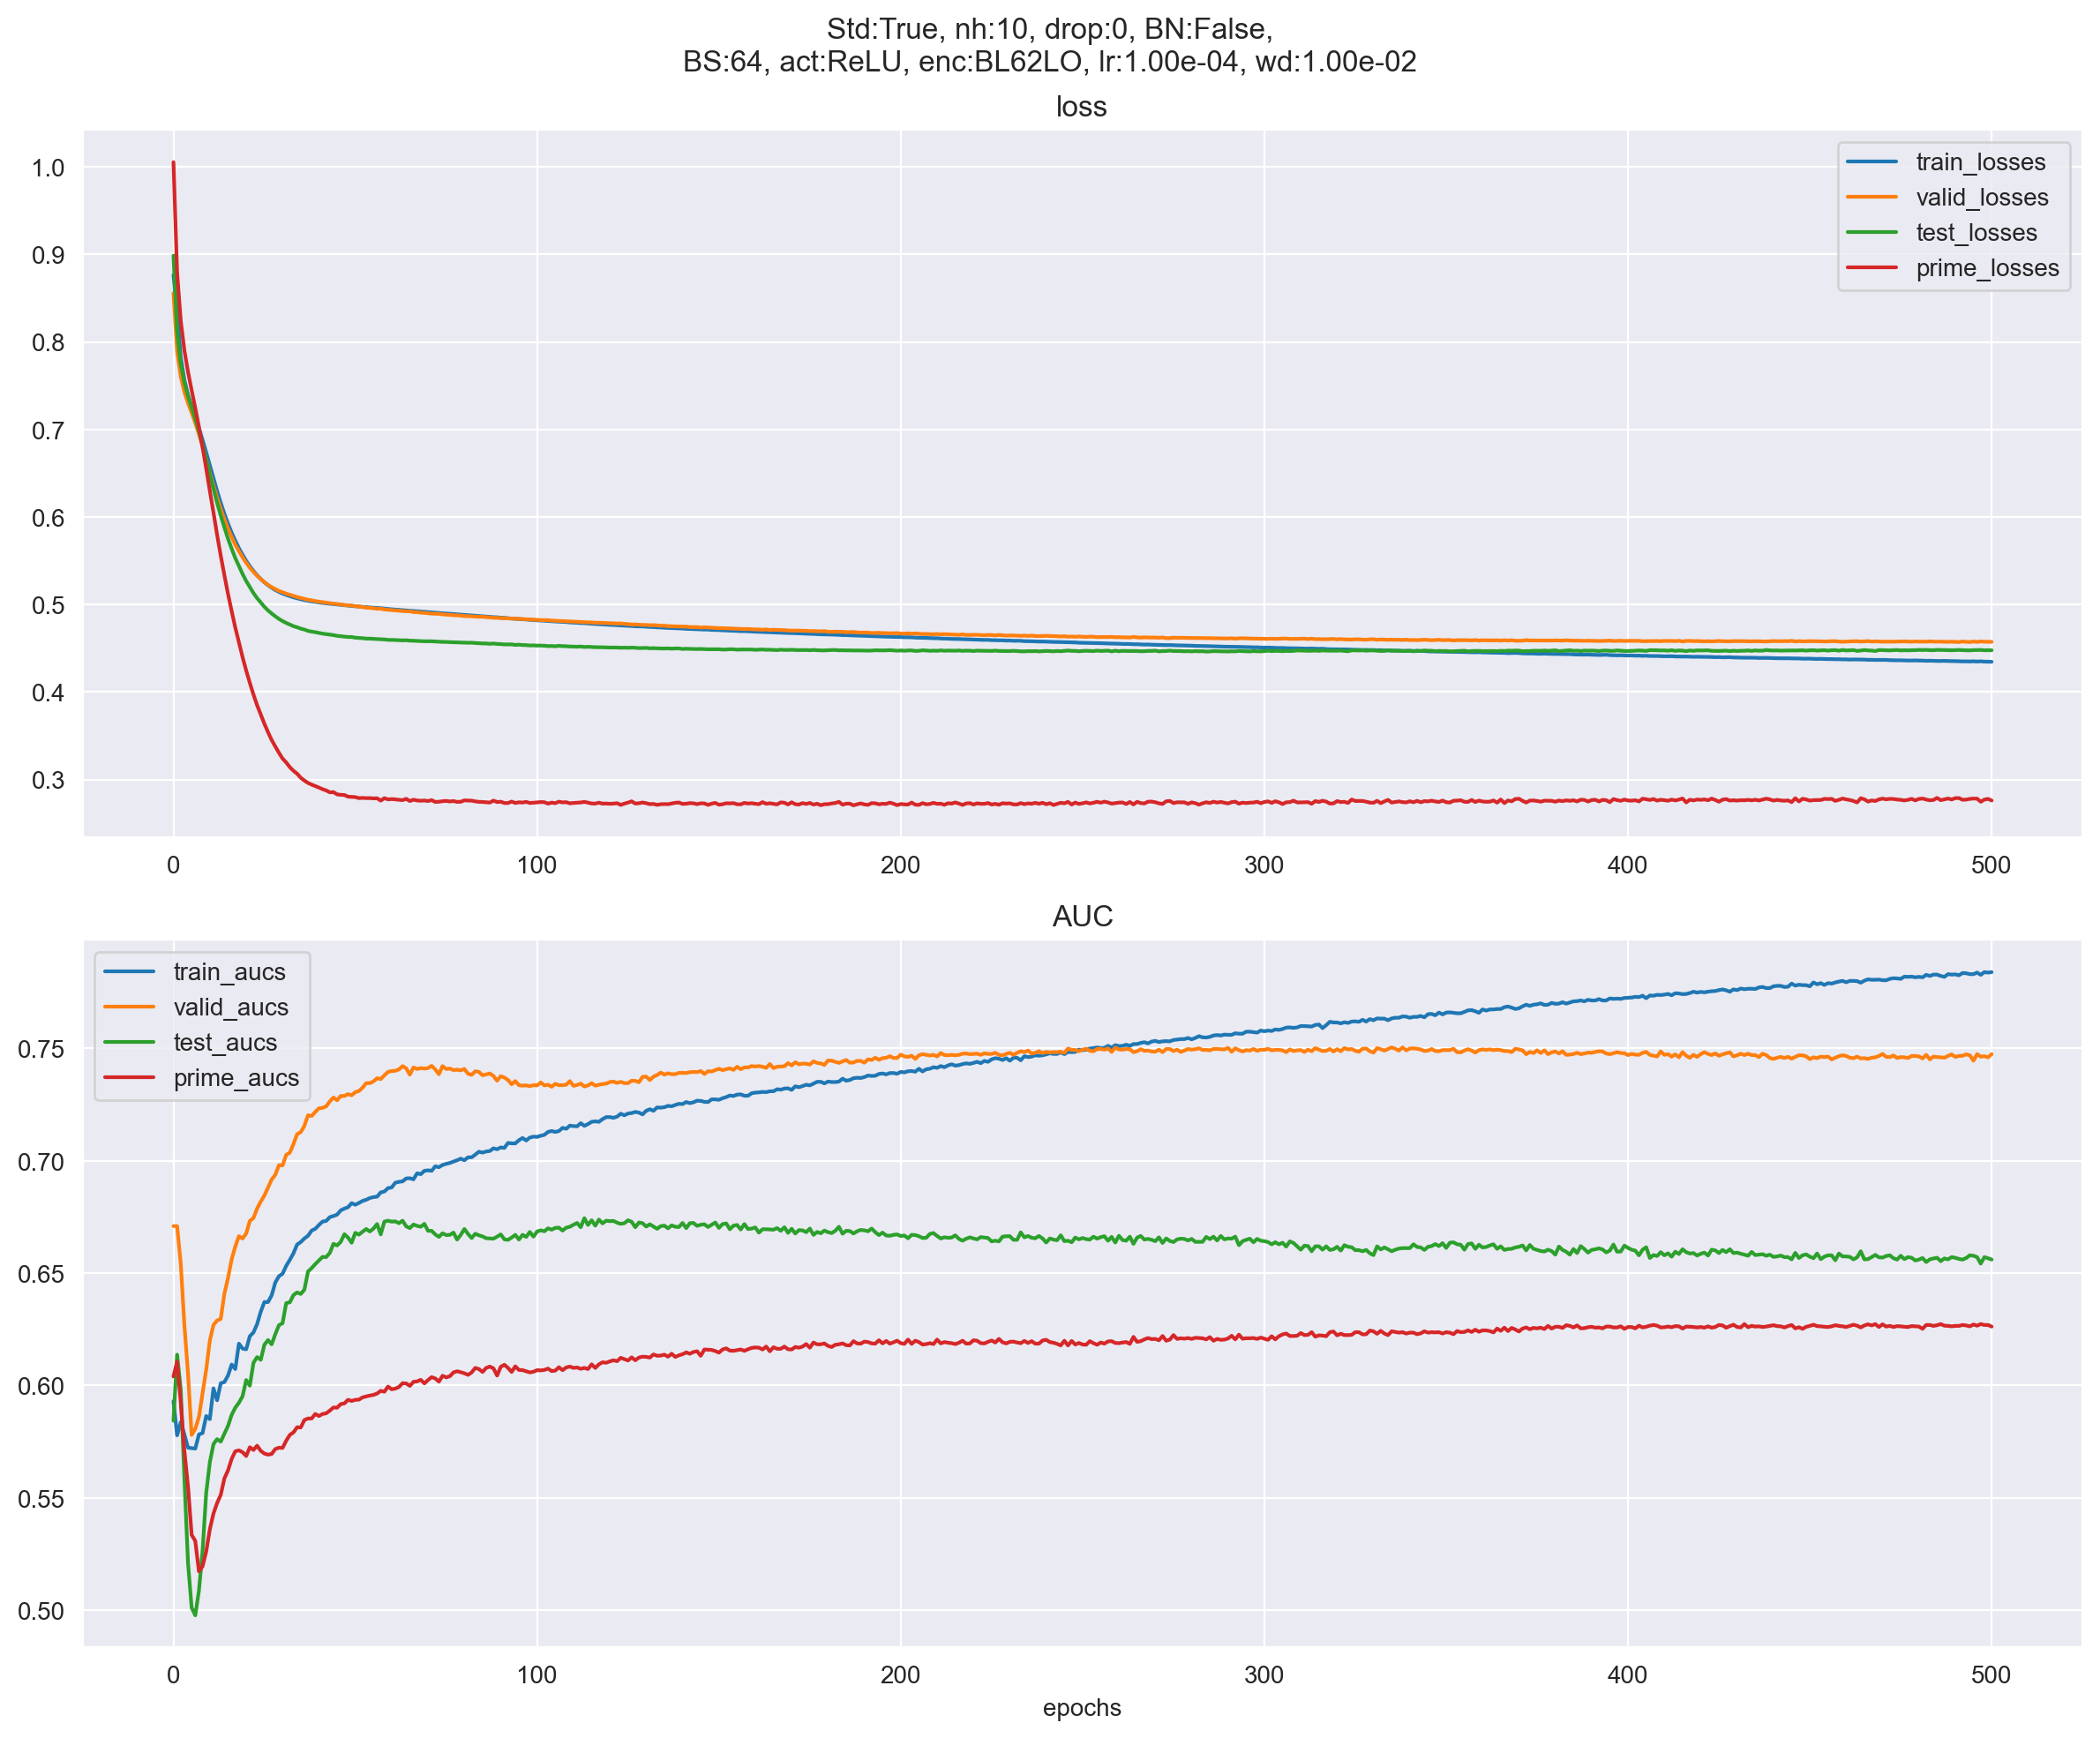 Std:True, nh:10, drop:0, BN:False,
BS:64, act:ReLU, enc:BL62LO, lr:1.00e-04, wd:1.00e-02
loss
1.0
0.9
0.8
0.7
0.6
0.5
0.4
0.3
train_losses
valid_losses
test_losses
prime_losses
0 100 200 300 400 500
AUC
train_aucs
valid_aucs
test_aucs
prime_aucs
0.75
0.70
0.65
0.60
0.55
0.50
0 100 200 300 400 500
epochs